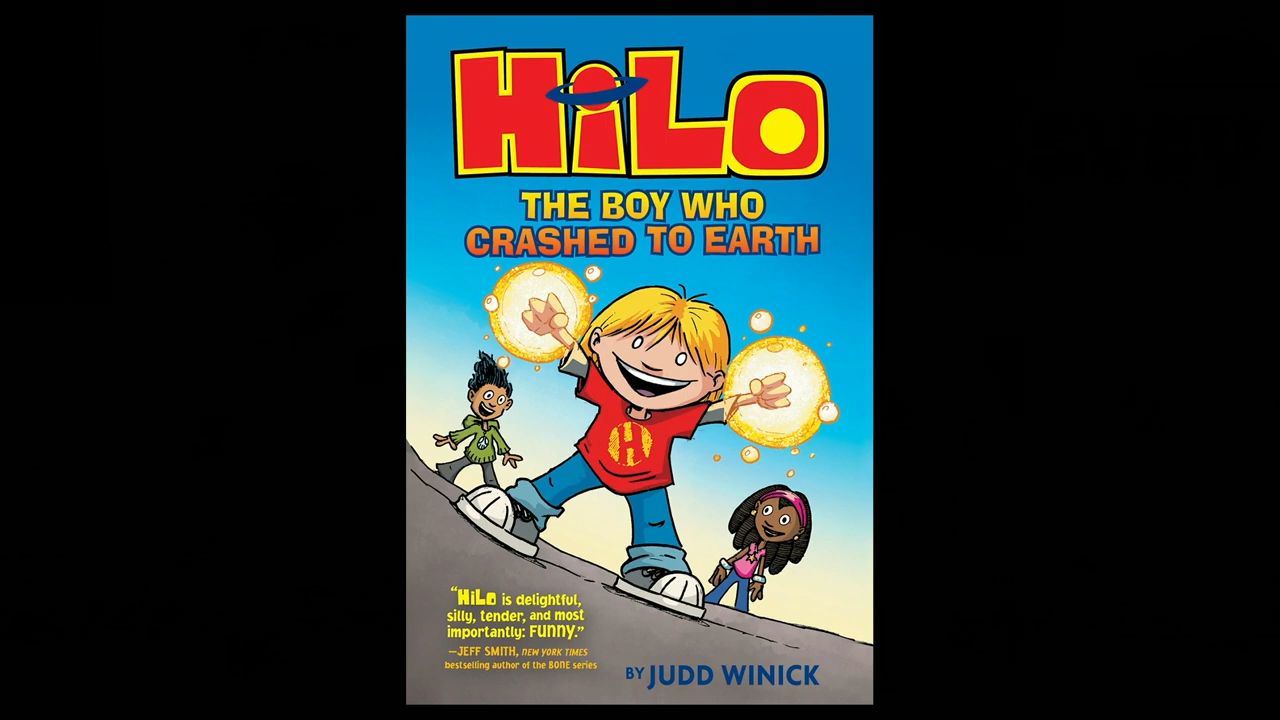 HiLO
THE BOY WHO
CRASHED TO EARTH
H
“HiLo is delightful,
silly, tender, and most
importantly: FUNNY.”
—JEFF SMITH, NEW YORK TIMES
bestselling author of the BONE series
BY JUDD WINICK